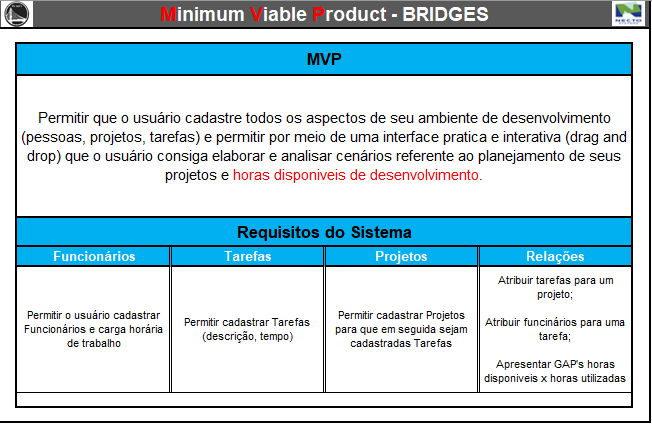 Minimum Viable Product - BRIDGES
NECTO
MVP
Permitir que o usuário cadastre todos os aspectos de seu ambiente de desenvolvimento
(pessoas, projetos, tarefas) e permitir por meio de uma interface pratica e interativa (drag and
drop) que o usuário consiga elaborar e analisar cenários referente ao planejamento de seus
projetos e horas disponiveis de desenvolvimento.
Requisitos do Sistema
Funcionários
Tarefas
Projetos
Relações
Permitir o usuário cadastrar
Funcionários e carga horária
de trabalho
Permitir cadastrar Tarefas
(descrição, tempo)
Permitir cadastrar Projetos
para que em seguida sejam
cadastradas Tarefas
Atribuir tarefas para um
projeto;
Atribuir funcinários para uma
tarefa;
Apresentar GAP's horas
disponiveis x horas utilizadas